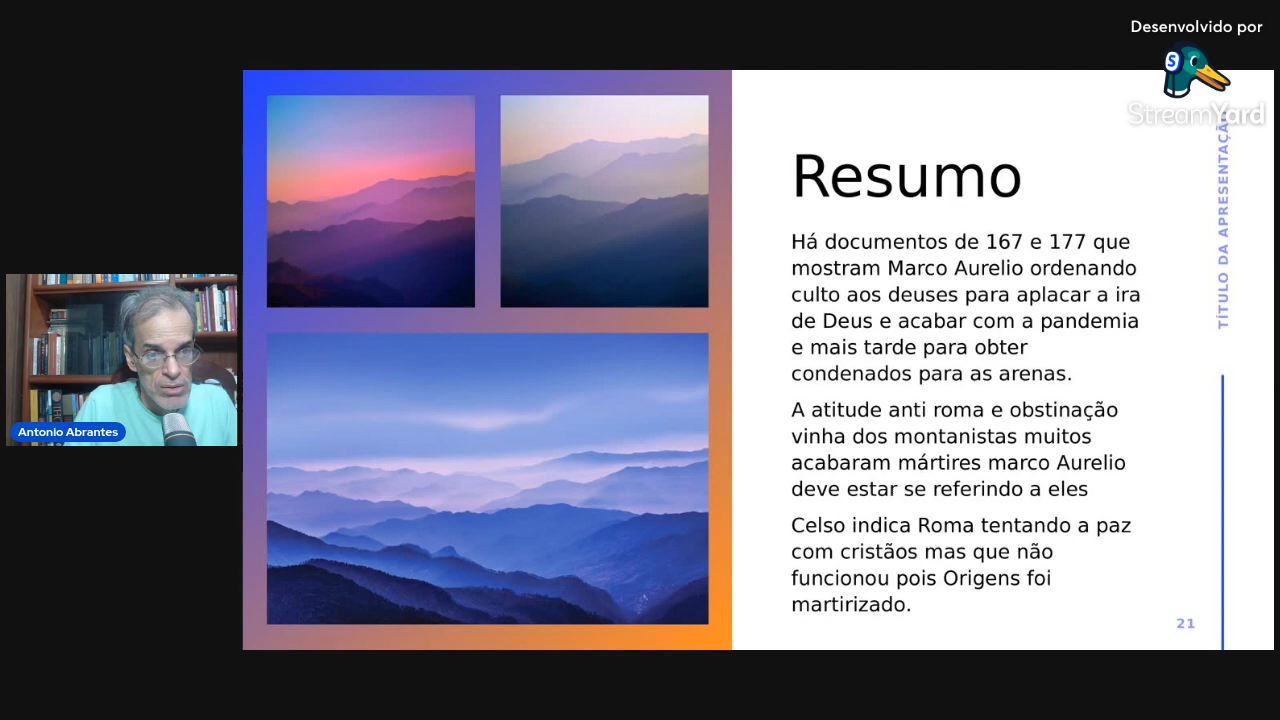 Desenvolvido por
StreamYard
Resumo
Há documentos de 167 e 177 que
mostram Marco Aurelio ordenando
culto aos deuses para aplacar a ira
de Deus e acabar com a pandemia
e mais tarde para obter
condenados para as arenas.
A atitude anti roma e obstinação
vinha dos montanistas muitos
acabaram mártires marco Aurelio
deve estar se referindo a eles
Celso indica Roma tentando a paz
com cristãos mas que não
funcionou pois Origens foi
martirizado.
TÍTULO DA APRESENTAÇÃ
21
Antonio Abrantes